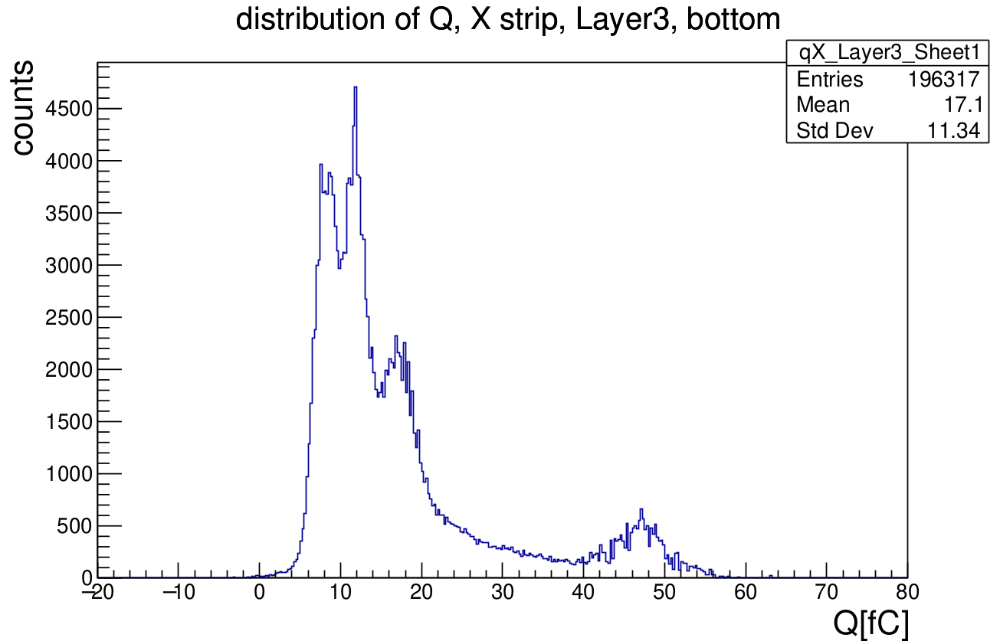 distribution of Q, X strip, Layer3, bottom
qX_Layer3_Sheet1
Entries 196317
Mean 17.1
Std Dev 11.34
counts
4500
4000
3500
3000
2500
2000
1500
1000
500
0
−20 −10 0 10 20 30 40 50 60 70 80
Q[fC]